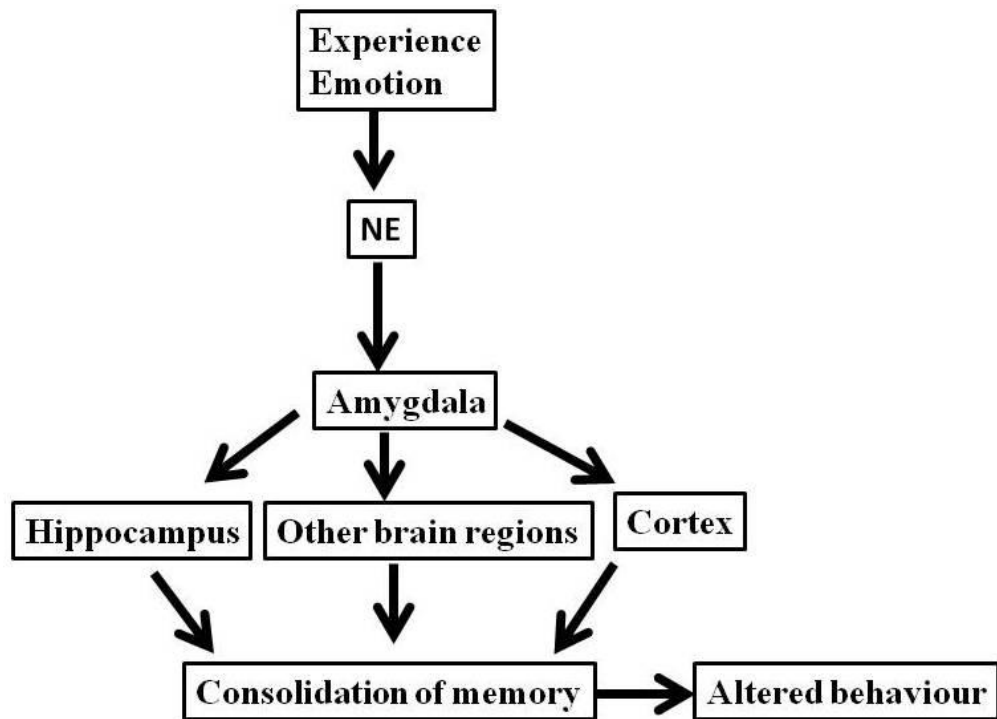 Experience
Emotion
NE
Amygdala
Hippocampus
Other brain regions
Cortex
Consolidation of memory
Altered behaviour